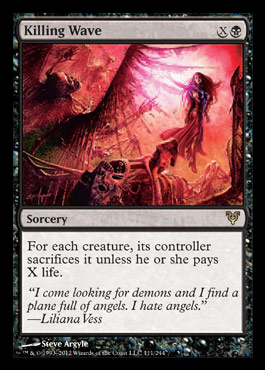 Killing Wave X
Sorcery
For each creature, its controller
sacrifices it unless he or she pays
X life.
“I come looking for demons and I find a
plane full of angels. I hate angels.”
—Liliana Vess
Steve Argyle
™ & © 1993–2012 Wizards of the Coast LLC 111/244